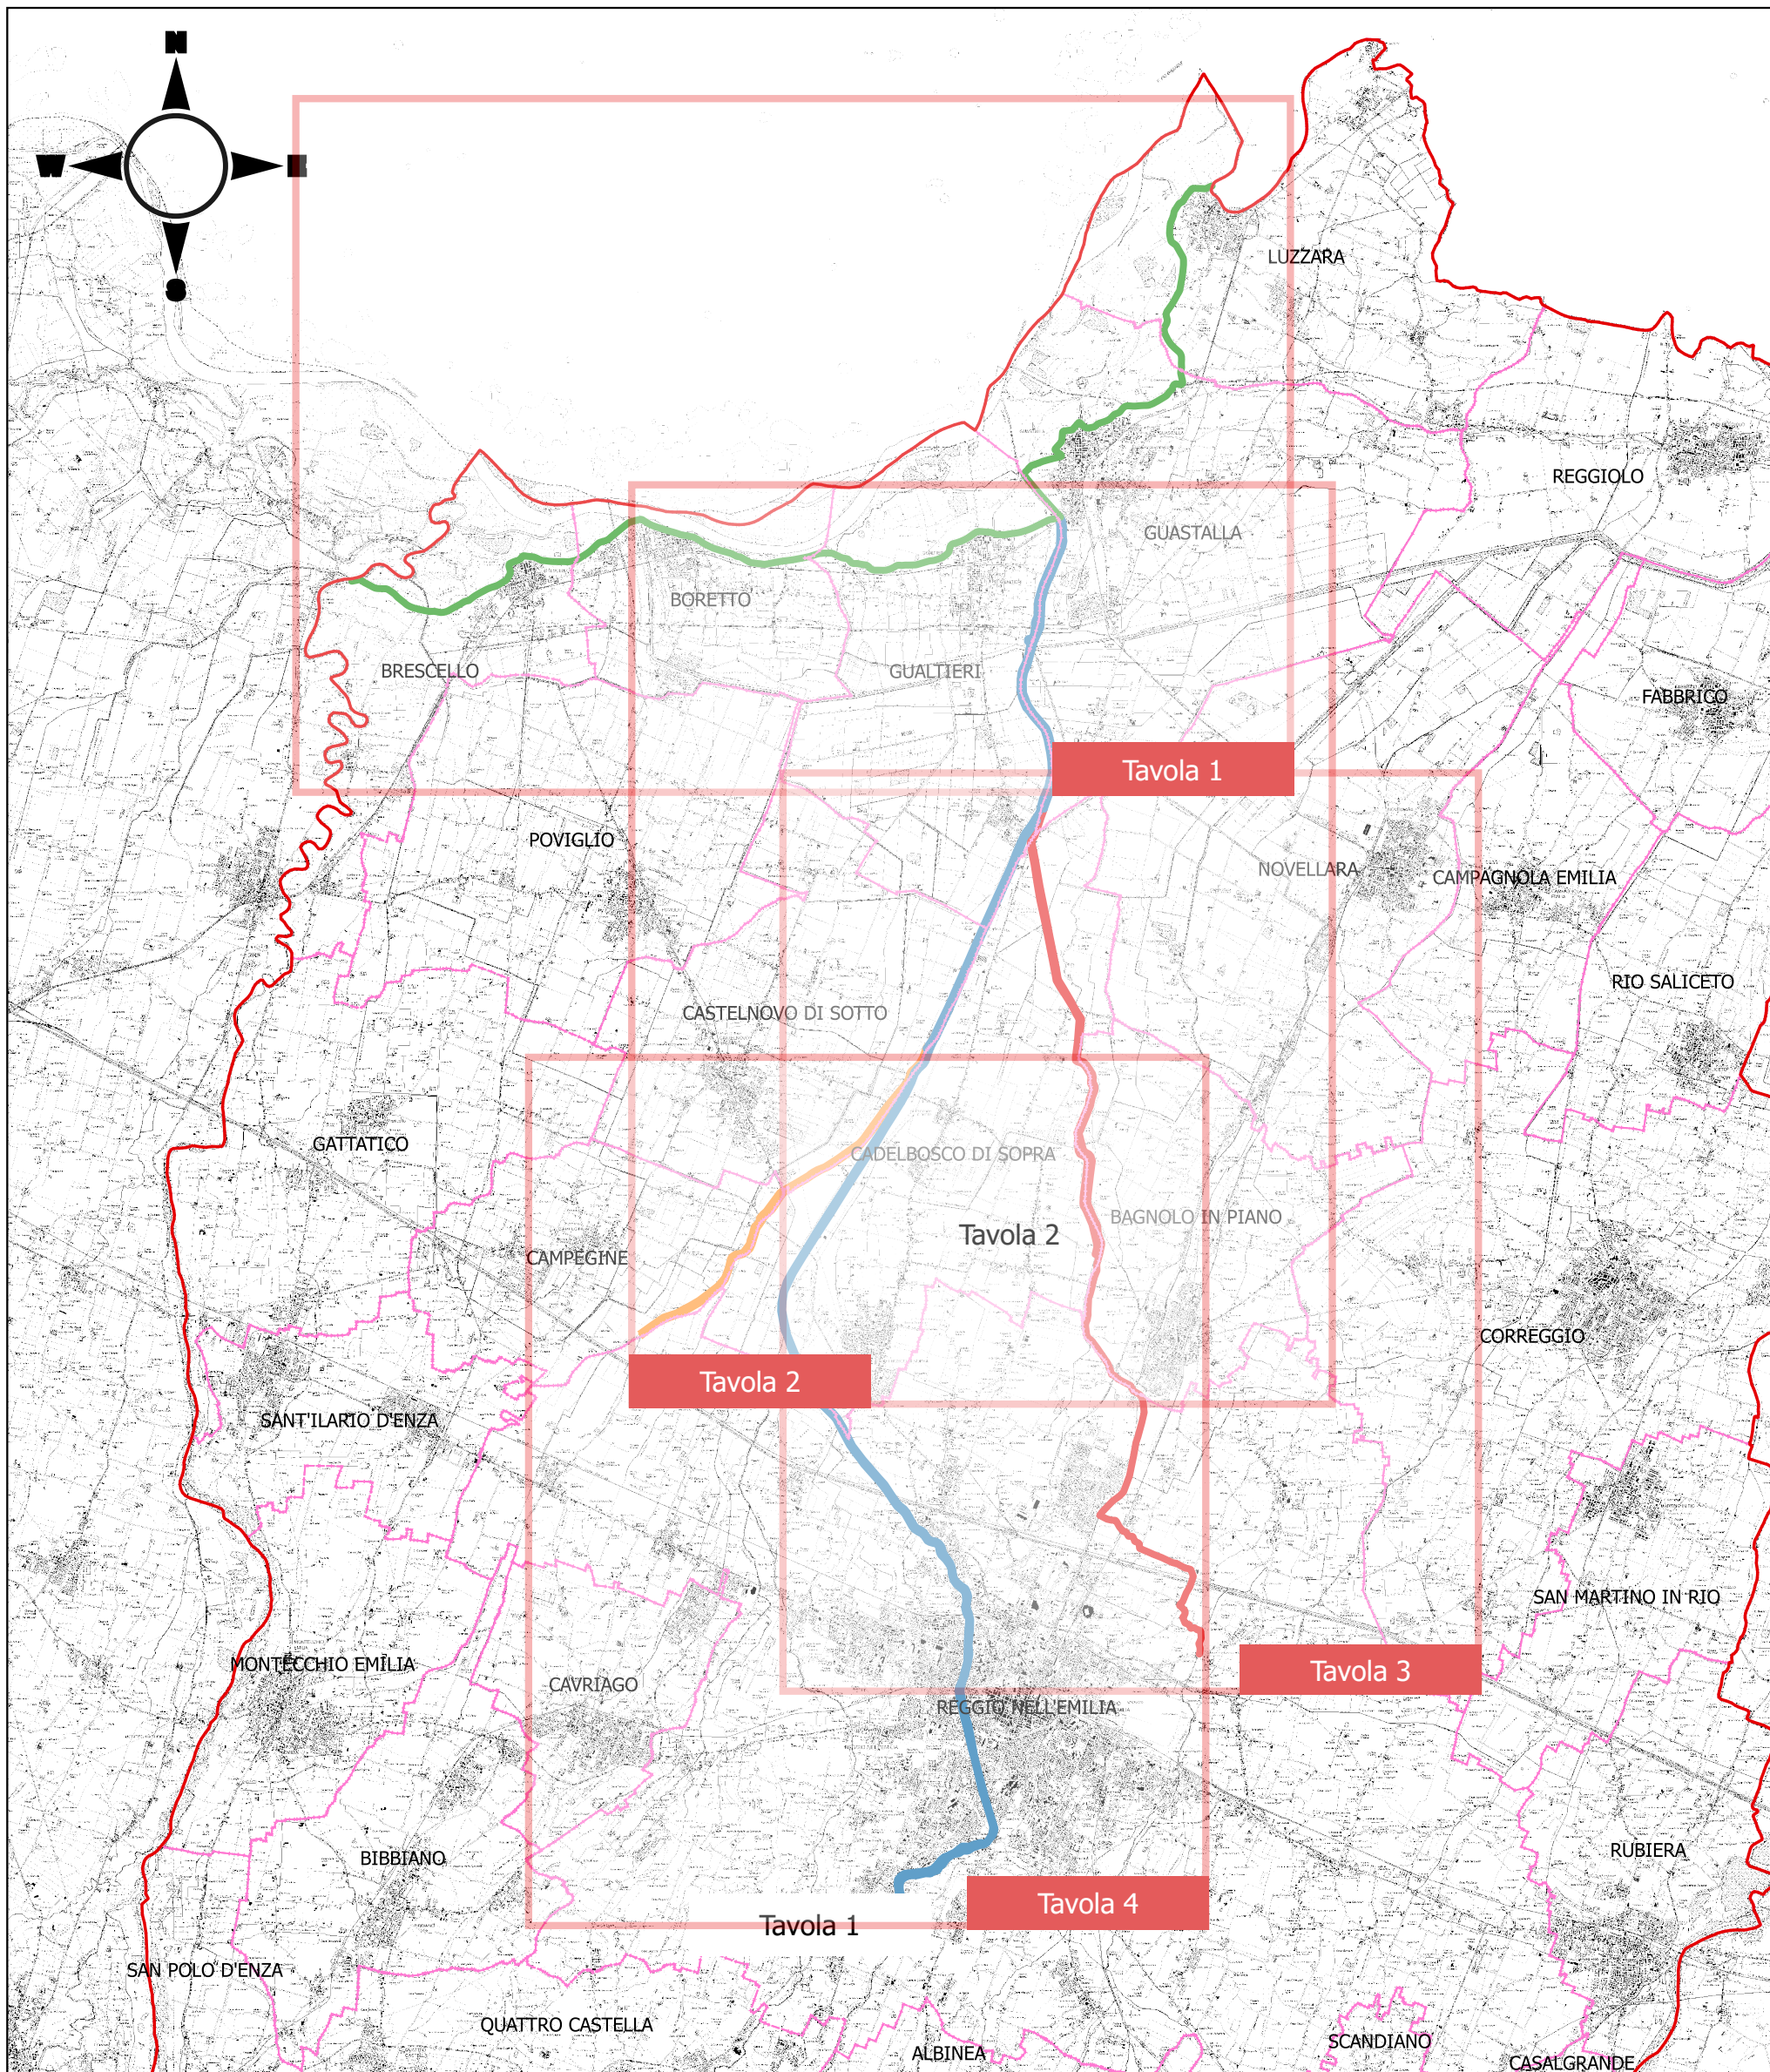 N
W
E
S
LUZZARA
REGGIOLO
GUASTALLA
BORETTO
BRESCELLO
GUALTIERI
FABBRICO
Tavola 1
POVIGLIO
NOVELLARA
CAMPAGNOLA EMILIA
RIO SALICETO
CASTELNOVO DI SOTTO
GATTATICO
CADELBOSCO DI SOPRA
BAGNOLO IN PIANO
Tavola 2
CAMPEGINE
CORREGGIO
Tavola 2
SANT'ILARIO D'ENZA
SAN MARTINO IN RIO
MONTECCHIO EMILIA
Tavola 3
CAVRIAGO
REGGIO NELL'EMILIA
RUBIERA
BIBBIANO
Tavola 4
Tavola 1
SAN POLO D'ENZA
QUATTRO CASTELLA
SCANDIANO
ALBINEA
CASALGRANDE